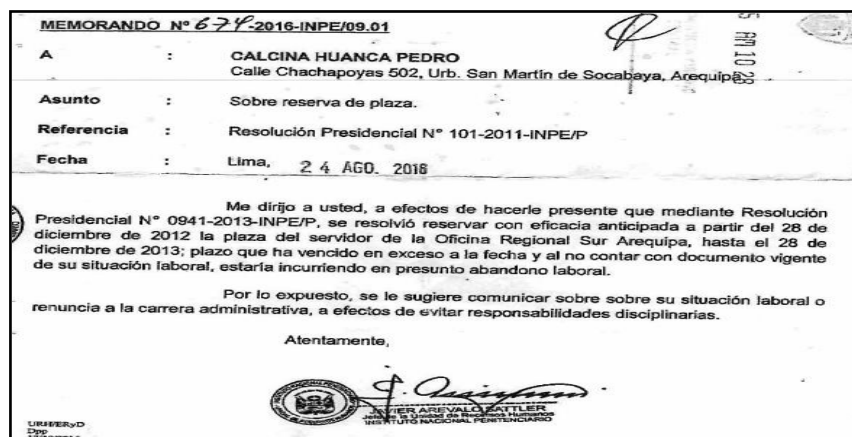 MEMORANDO Nº 674-2016-INPE/09.01
A : CALCINA HUANCA PEDRO
Calle Chachapoyas 502, Urb. San Martín de Socabaya, Arequipa
Asunto : Sobre reserva de plaza.
Referencia : Resolución Presidencial Nº 101-2011-INPE/P
Fecha : Lima, 24 AGO. 2016
Me dirijo a usted, a efectos de hacerle presente que mediante Resolución
Presidencial Nº 0941-2013-INPE/P, se resolvió reservar con eficacia anticipada a partir del 28 de
diciembre de 2012 la plaza del servidor de la Oficina Regional Sur Arequipa, hasta el 28 de
diciembre de 2013; plazo que ha vencido en exceso a la fecha y al no contar con documento vigente
de su situación laboral, estaría incurriendo en presunto abandono laboral.
Por lo expuesto, se le sugiere comunicar sobre sobre su situación laboral o
renuncia a la carrera administrativa, a efectos de evitar responsabilidades disciplinarias.
Atentamente,
JAVIER AREVALO SATTLER
Jefe de la Unidad de Recursos Humanos
INSTITUTO NACIONAL PENITENCIARIO
URH/ERyD
Dpp